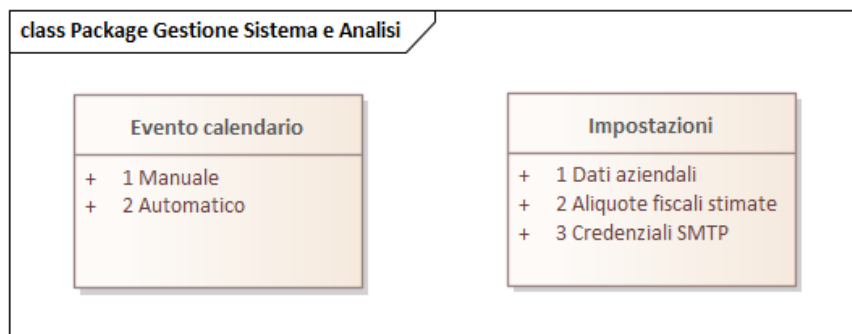 class Package Gestione Sistema e Analisi
Evento calendario
+ 1 Manuale
+ 2 Automatico
Impostazioni
+ 1 Dati aziendali
+ 2 Aliquote fiscali stimate
+ 3 Credenziali SMTP